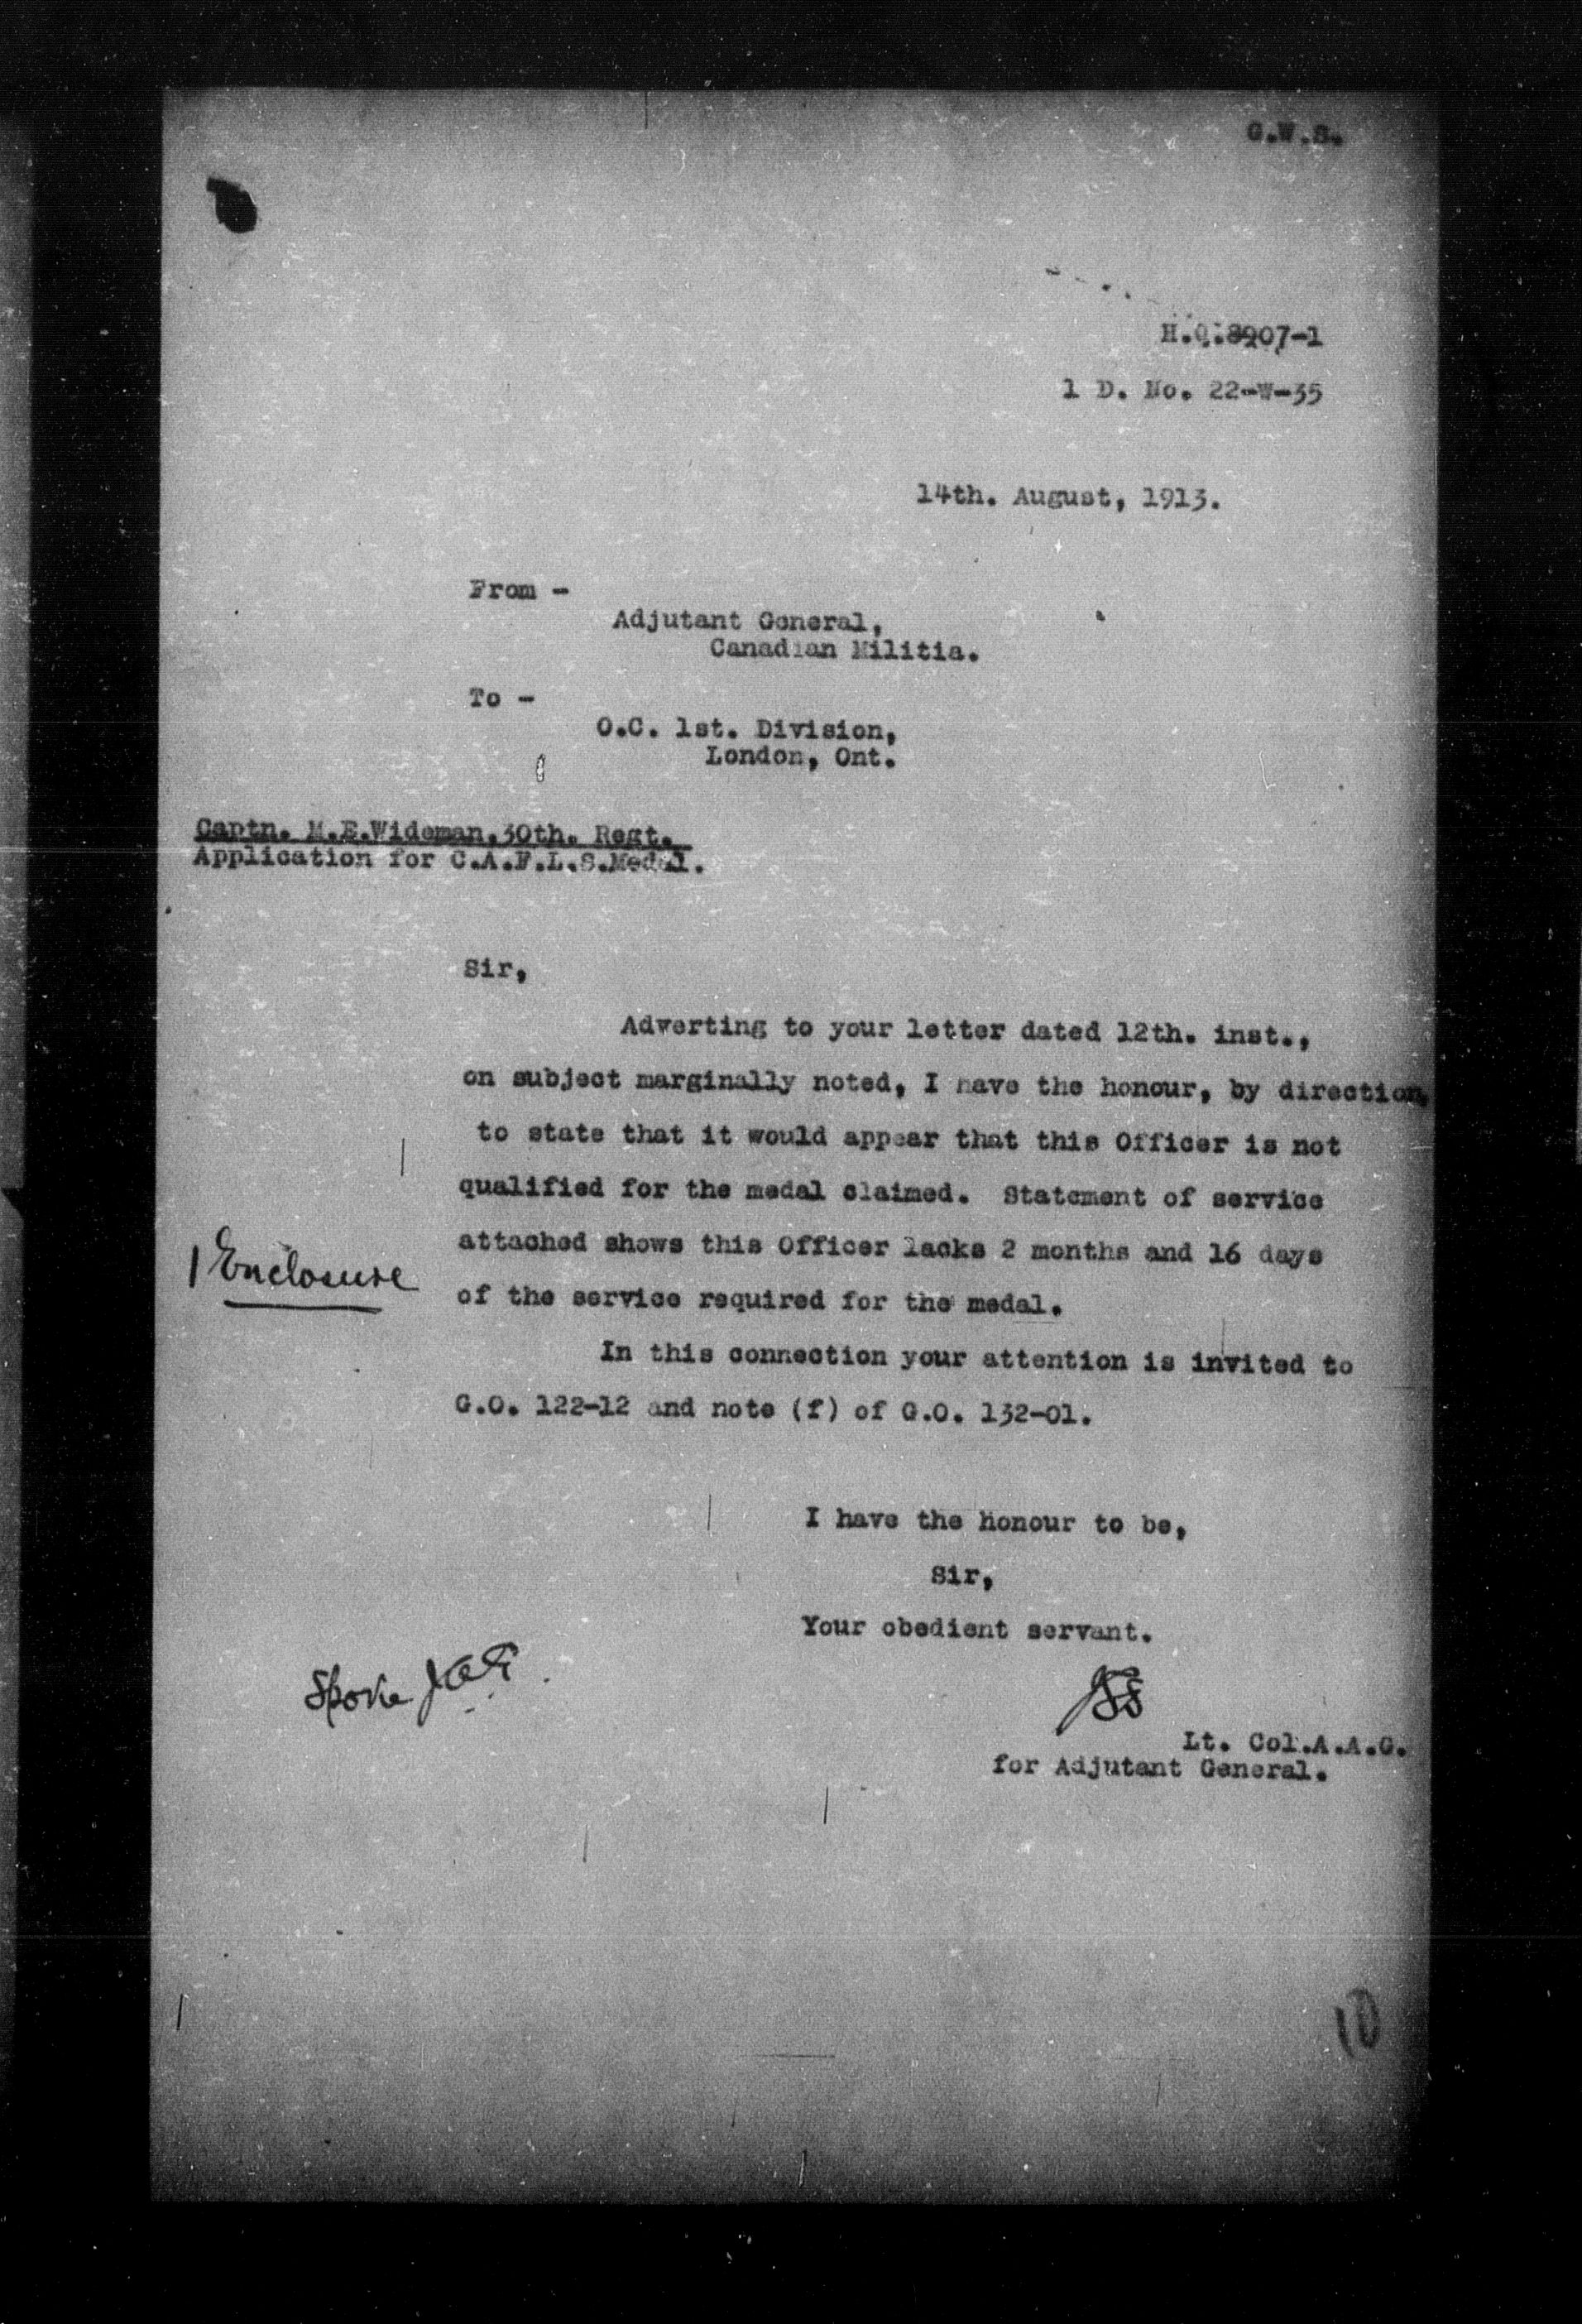 G.W.S.
H.Q.8907-1
1 D. No. 22-W-35
14th. August, 1913.
From -
Adjutant General,
Canadian Militia.
To -
O.C. 1st. Division,
London, Ont.
Captn. M.E.Wideman,30th. Regt.
Application for C.A.F.L.S.Medal.
Sir,
Adverting to your letter dated 12th. inst.,
on subject marginally noted, I have the honour, by direction,
to state that it would appear that this Officer is not
qualified for the medal claimed. Statement of service
attached shows this Officer lacks 2 months and 16 days
1 Enclosure
of the service required for the medal.
In this connection your attention is invited to
G.O. 122-12 and note (f) of G.O. 132-01.
I have the honour to be,
Sir,
Your obedient servant.
Spoke
Lt. Col.A.A.G.
for Adjutant General.
10